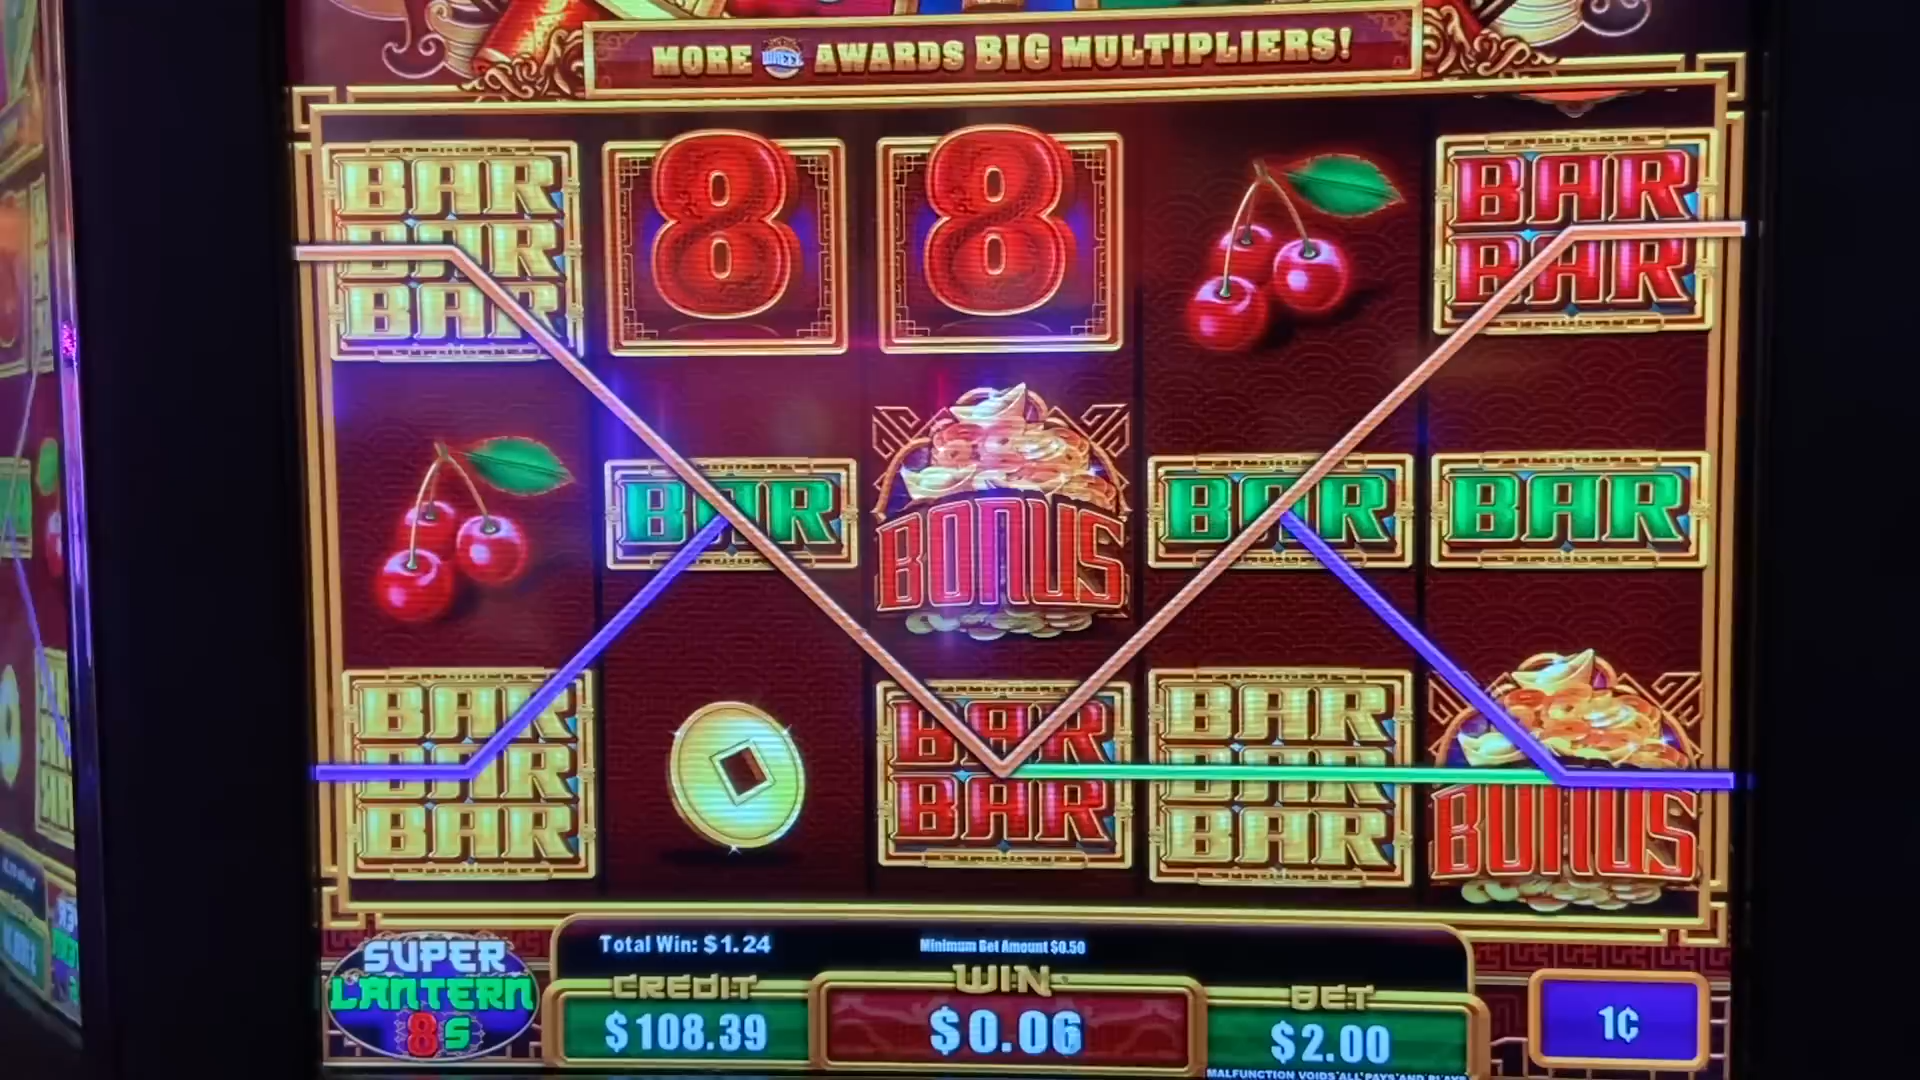 MORE WHEEL AWARDS BIG MULTIPLIERS!
BAR
BAR
BAR
8
8
BAR
BAR
BAR
BONUS
BAR
BAR
BAR
BAR
BAR
BAR
BAR
BAR
BAR
BAR
BONUS
SUPER
LANTERN
8S
Total Win: $1.24
Minimum Bet Amount $0.50
CREDIT
$108.39
WIN
$0.06
BET
$2.00
1¢
MALFUNCTION VOIDS ALL PAYS AND PLAYS